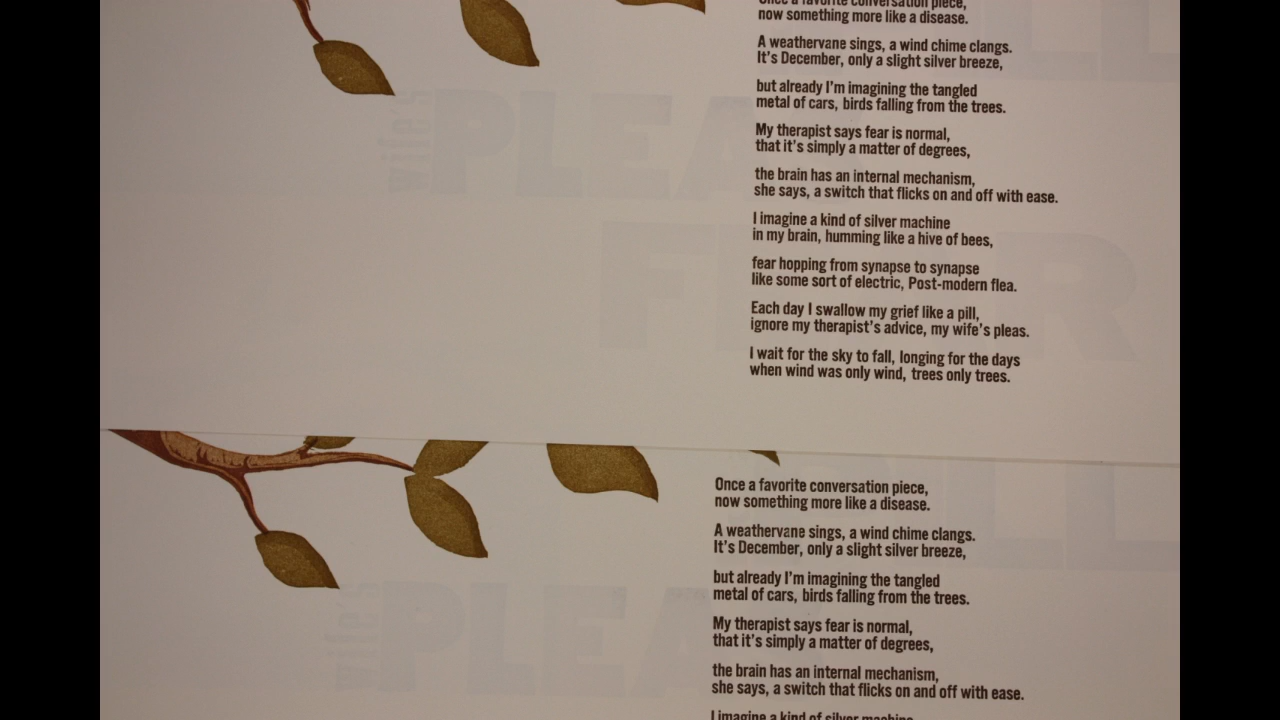 Once a favorite conversation piece,
now something more like a disease.
A weathervane sings, a wind chime clangs.
It's December, only a slight silver breeze,
but already I'm imagining the tangled
metal of cars, birds falling from the trees.
My therapist says fear is normal,
that it's simply a matter of degrees,
the brain has an internal mechanism,
she says, a switch that flicks on and off with ease.
I imagine a kind of silver machine
in my brain, humming like a hive of bees,
fear hopping from synapse to synapse
like some sort of electric, Post-modern flea.
Each day I swallow my grief like a pill,
ignore my therapist's advice, my wife's pleas.
I wait for the sky to fall, longing for the days
when wind was only wind, trees only trees.
Once a favorite conversation piece,
now something more like a disease.
A weathervane sings, a wind chime clangs.
It's December, only a slight silver breeze,
but already I'm imagining the tangled
metal of cars, birds falling from the trees.
My therapist says fear is normal,
that it's simply a matter of degrees,
the brain has an internal mechanism,
she says, a switch that flicks on and off with ease.
I imagine a kind of silver machine